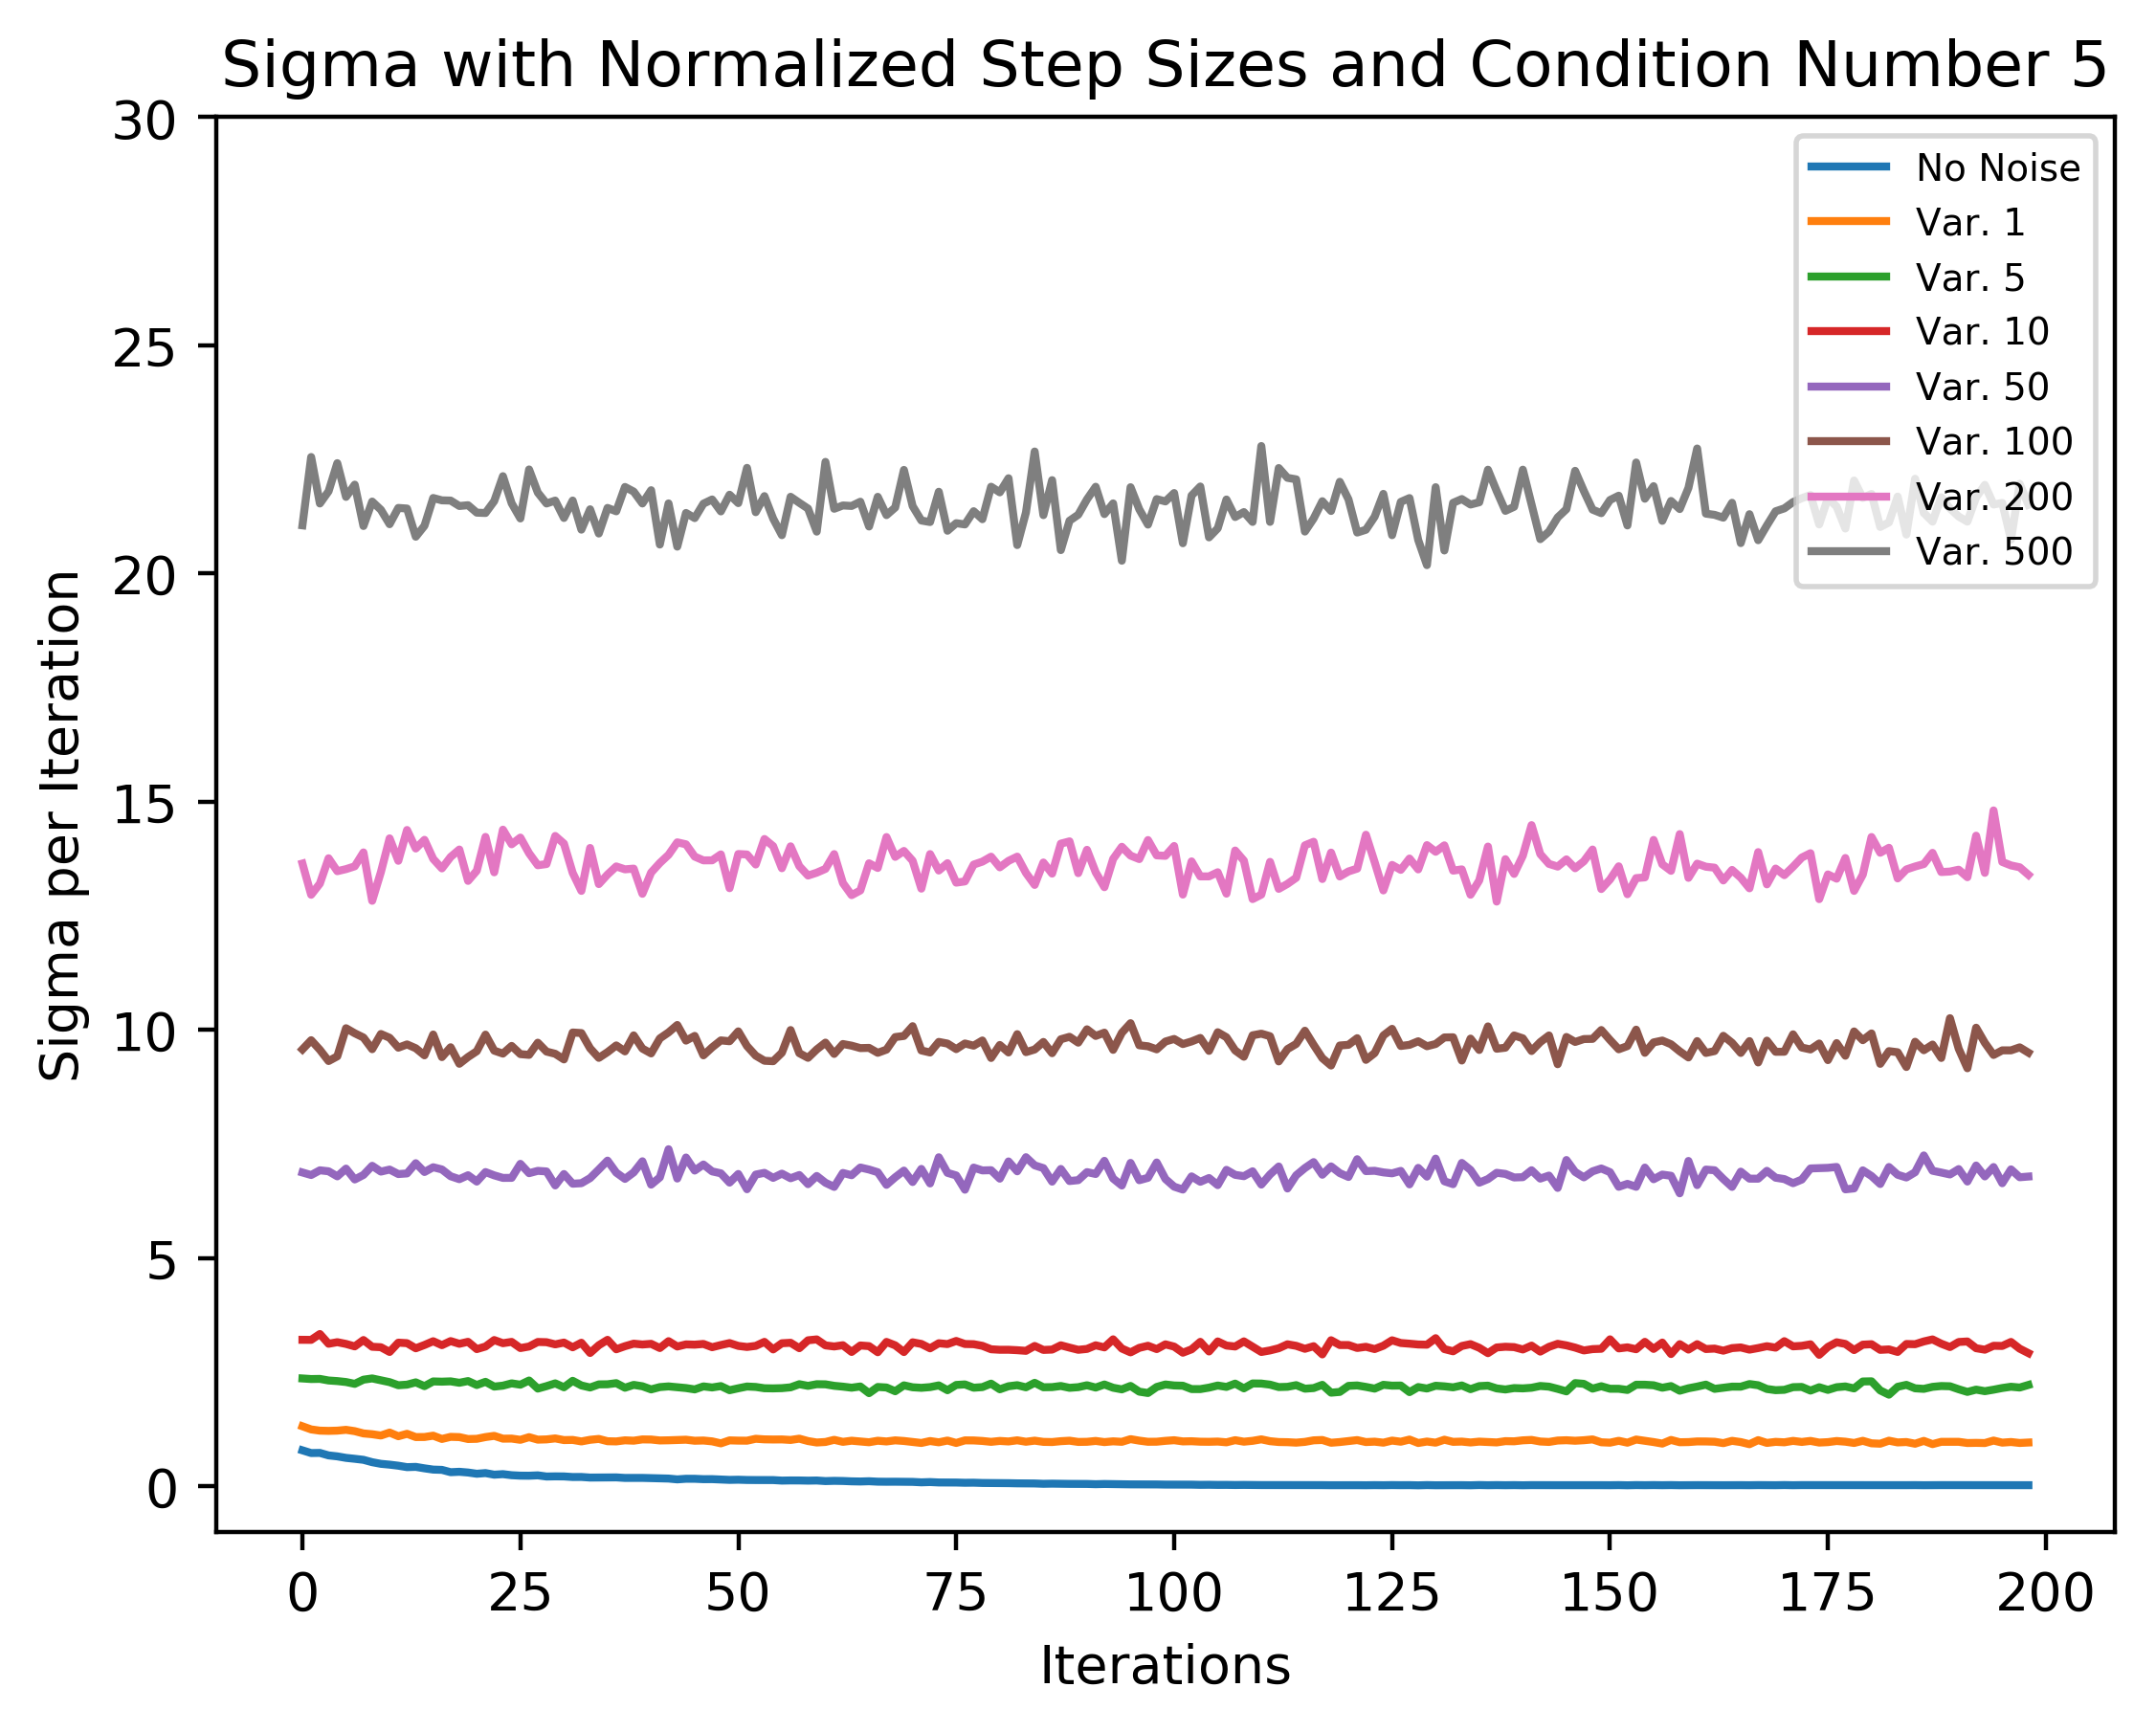 Sigma with Normalized Step Sizes and Condition Number 5
30
25
20
15
10
5
0
Sigma per Iteration
No Noise
Var. 1
Var. 5
Var. 10
Var. 50
Var. 100
Var. 200
Var. 500
0 25 50 75 100 125 150 175 200
Iterations